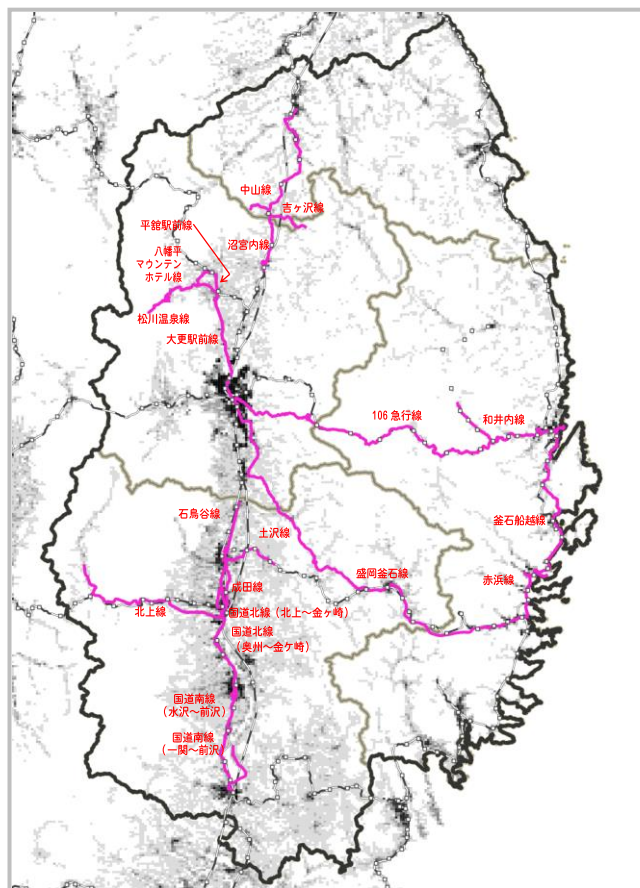 中山線
吉ヶ沢線
平舘駅前線
沼宮内線
八幡平
マウンテン
ホテル線
松川温泉線
大更駅前線
106 急行線
和井内線
石鳥谷線
釜石船越線
土沢線
盛岡釜石線
赤浜線
成田線
北上線
国道北線（北上～金ヶ崎）
国道北線
（奥州～金ケ崎）
国道南線
（水沢～前沢）
国道南線
（一関～前沢）